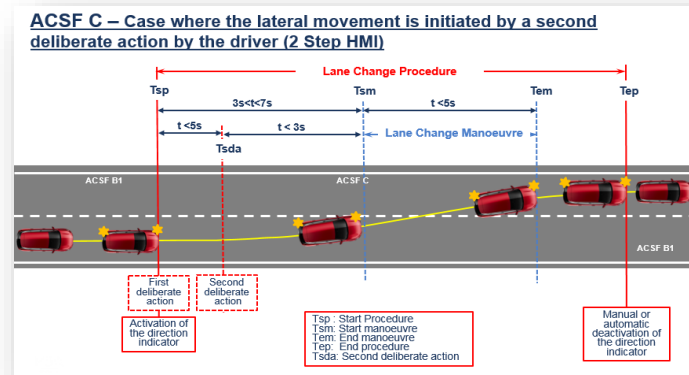 ACSF C – Case where the lateral movement is initiated by a second
deliberate action by the driver (2 Step HMI)
Lane Change Procedure
Tsp
Tsm
Tem
Tep
3s<t<7s
t <5s
t <5s
t < 3s
Lane Change Manoeuvre
Tsda
ACSF B1
ACSF C
ACSF B1
First
deliberate
action
Second
deliberate
action
Activation of
the direction
indicator
Tsp : Start Procedure
Tsm: Start manoeuvre
Tem: End manoeuvre
Tep: End procedure
Tsda: Second deliberate action
Manual or
automatic
deactivation of
the direction
indicator